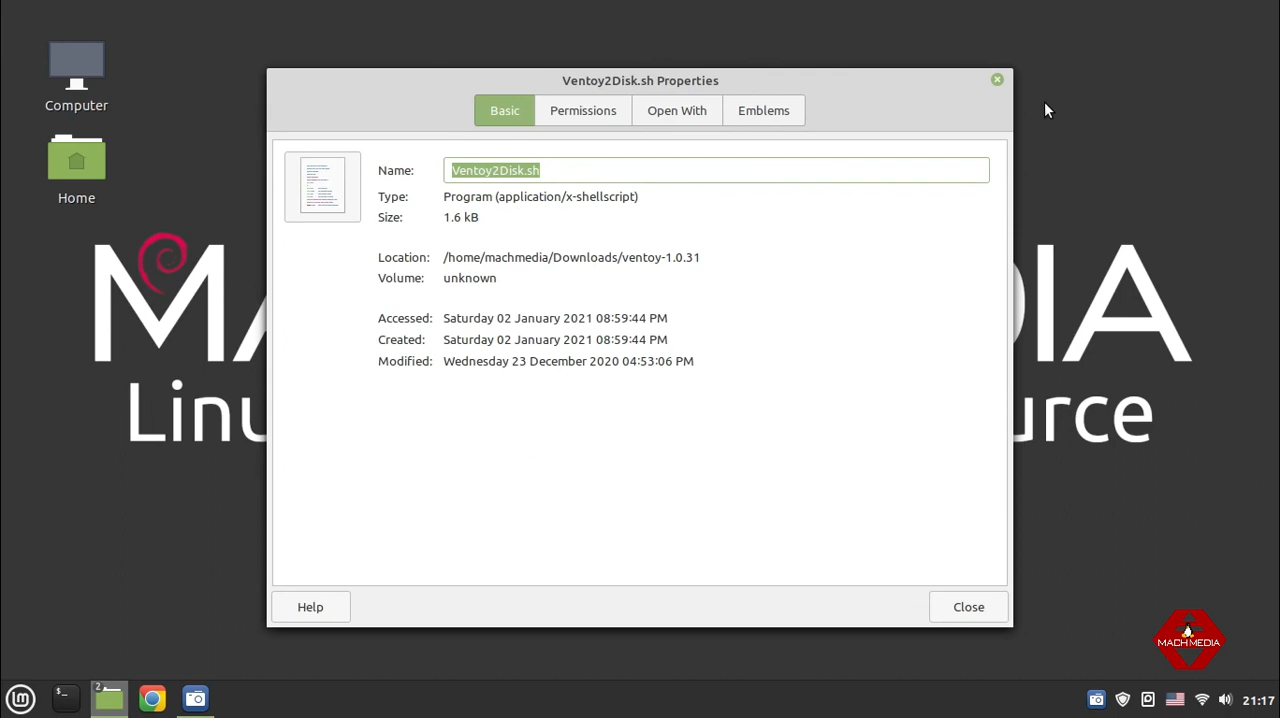 Computer
Home
Ventoy2Disk.sh Properties
Basic
Permissions
Open With
Emblems
Name:
Ventoy2Disk.sh
Type:
Program (application/x-shellscript)
Size:
1.6 kB
Location:
/home/machmedia/Downloads/ventoy-1.0.31
Volume:
unknown
Accessed:
Saturday 02 January 2021 08:59:44 PM
Created:
Saturday 02 January 2021 08:59:44 PM
Modified:
Wednesday 23 December 2020 04:53:06 PM
Help
Close
MACH MEDIA
2
$_
lm
21:17